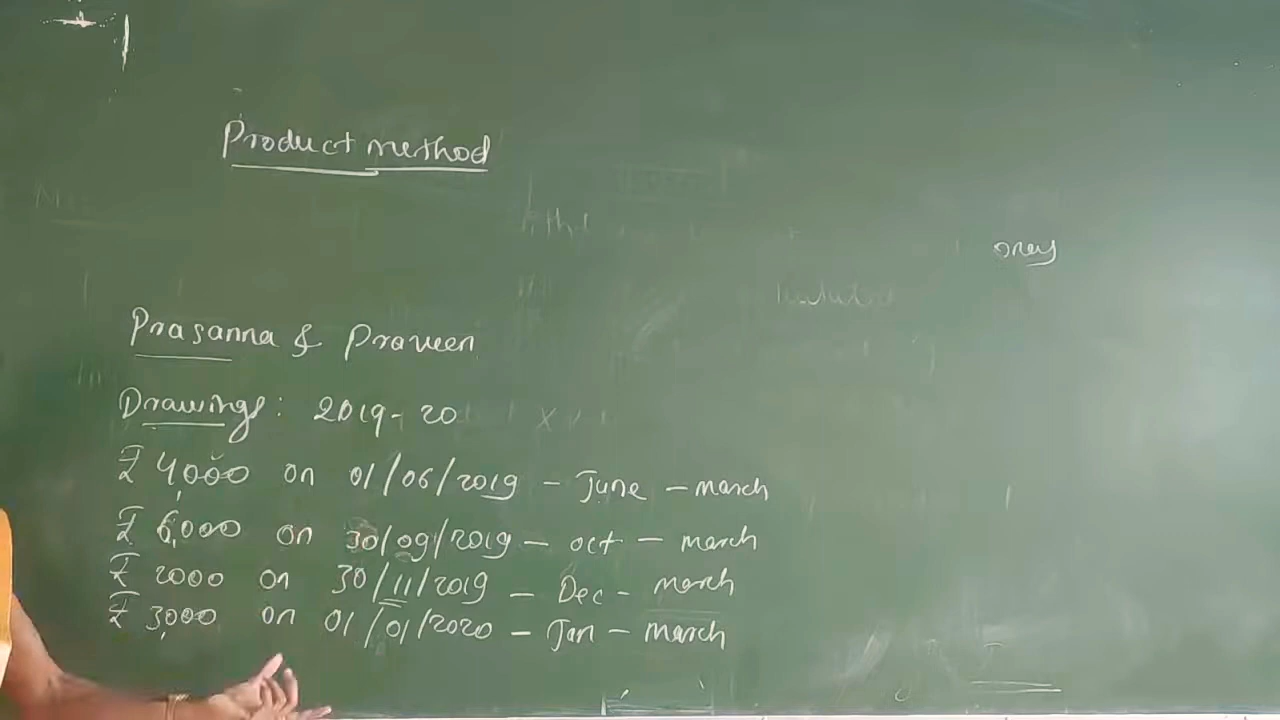 Product method
Prasanna & Praveen
Drawings: 2019-20
₹ 4,000 on 01/06/2019 - June - march
₹ 6,000 on 30/09/2019 - oct - march
₹ 2000 on 30/11/2019 - Dec - march
₹ 3,000 on 01/01/2020 - Jan - march